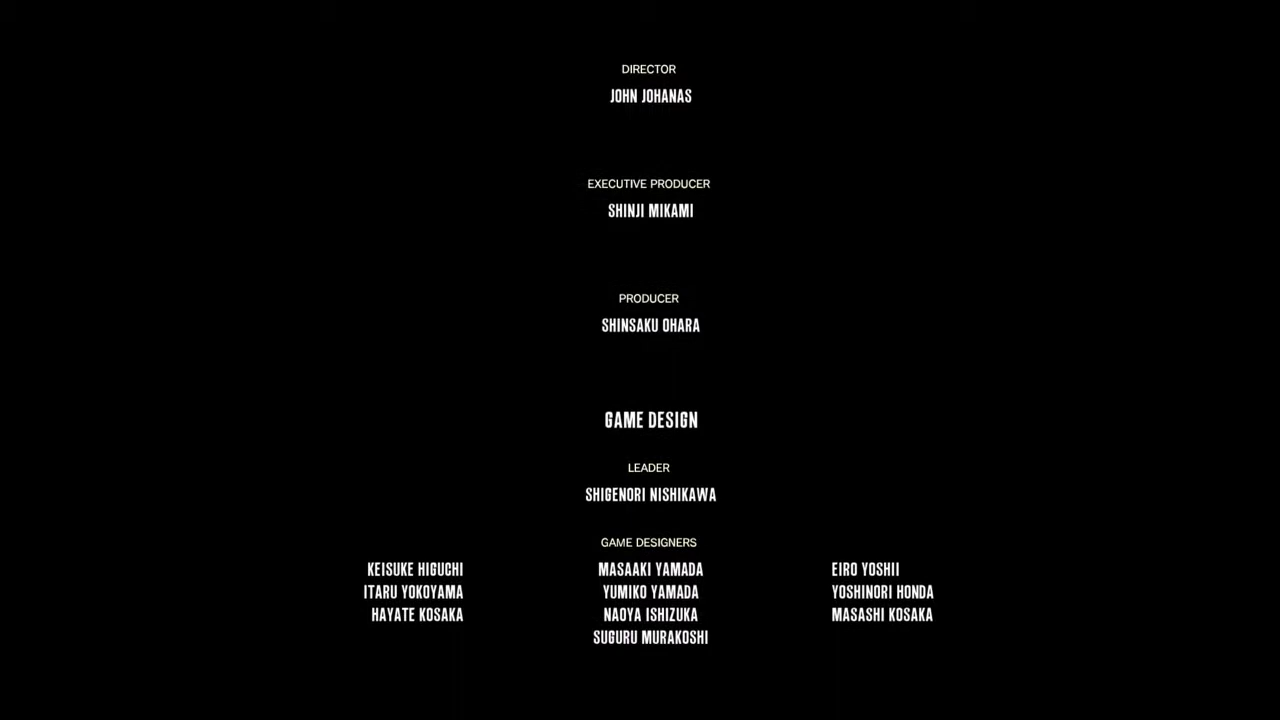 DIRECTOR
JOHN JOHANAS
EXECUTIVE PRODUCER
SHINJI MIKAMI
PRODUCER
SHINSAKU OHARA
GAME DESIGN
LEADER
SHIGENORI NISHIKAWA
GAME DESIGNERS
KEISUKE HIGUCHI MASAAKI YAMADA EIRO YOSHII
ITARU YOKOYAMA YUMIKO YAMADA YOSHINORI HONDA
HAYATE KOSAKA NAOYA ISHIZUKA MASASHI KOSAKA
SUGURU MURAKOSHI